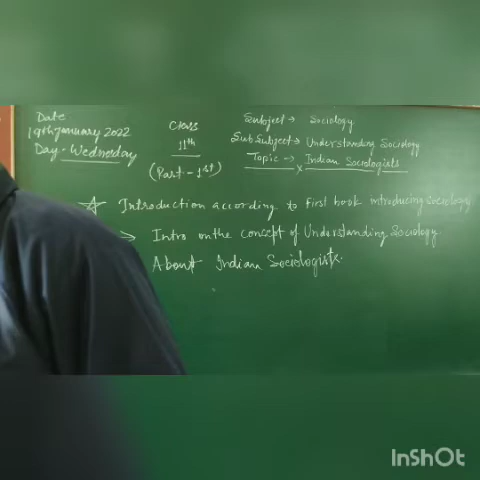 Date
19th January 2022
Day - Wednesday
Class
11th
(Part - 1st)
Subject → Sociology
Sub Subject → Understanding Sociology
Topic → Indian Sociologists
x
☆ Introduction according to First book introducing Sociology
→ Intro on the concept of Understanding Sociology.
About Indian Sociologists.
InShOt